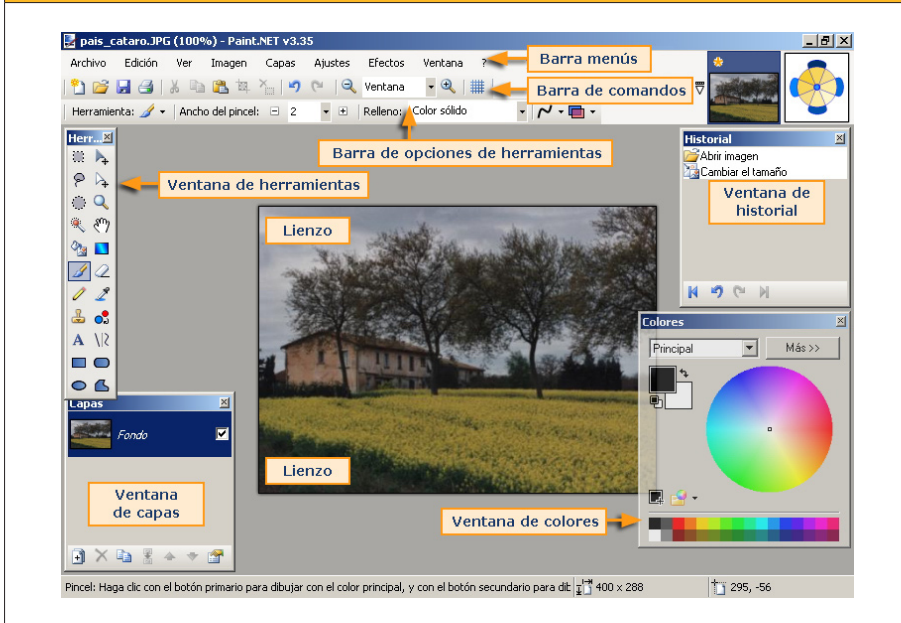 pais_cataro.JPG (100%) - Paint.NET v3.35
Archivo Edición Ver Imagen Capas Ajustes Efectos Ventana ?
Barra menús
Ventana
Barra de comandos
Herramienta: Ancho del pincel: 2 Relleno: Color sólido
Barra de opciones de herramientas
Herr...
Ventana de herramientas
Historial
Abrir imagen
Cambiar el tamaño
Ventana de
historial
Lienzo
Colores
Principal Más >>
Capas
Fondo
Lienzo
Ventana
de capas
Ventana de colores
Pincel: Haga clic con el botón primario para dibujar con el color principal, y con el botón secundario para dib 400 x 288 295, -56